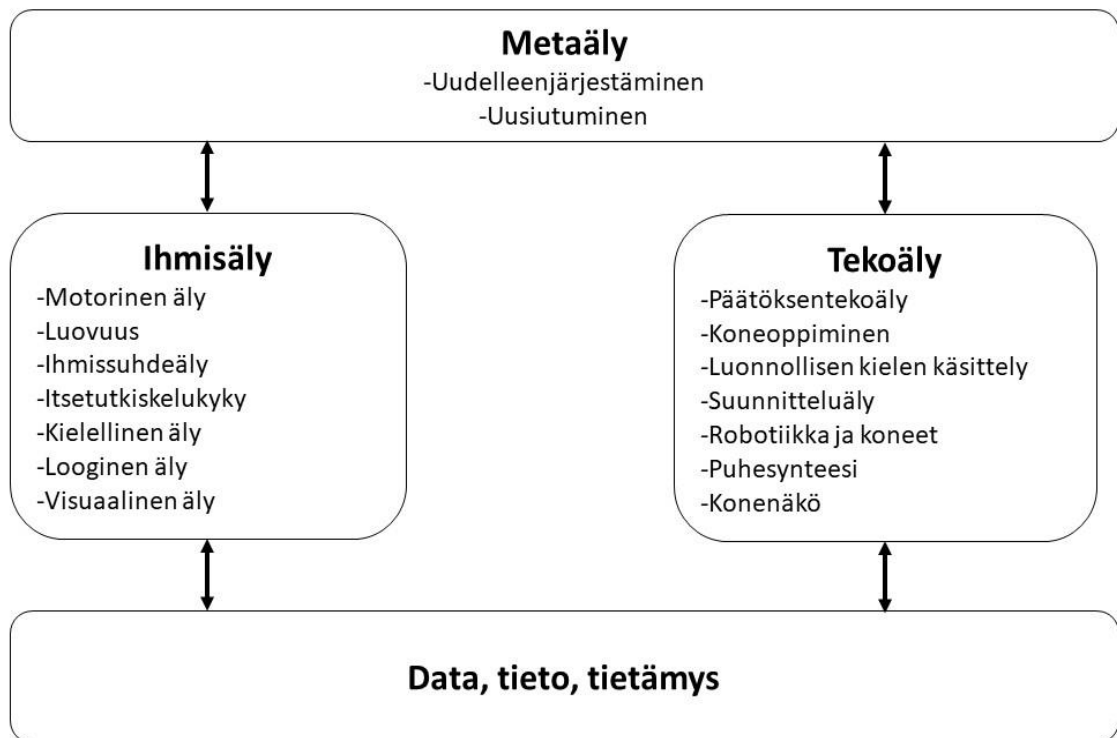 Metaäly
-Uudelleenjärjestäminen
-Uusiutuminen
Ihmisäly
-Motorinen äly
-Luovuus
-Ihmissuhdeäly
-Itsetutkiskelukyky
-Kielellinen äly
-Looginen äly
-Visuaalinen äly
Tekoäly
-Päätöksentekoäly
-Koneoppiminen
-Luonnollisen kielen käsittely
-Suunnitteluäly
-Robotiikka ja koneet
-Puhesynteesi
-Konenäkö
Data, tieto, tietämys